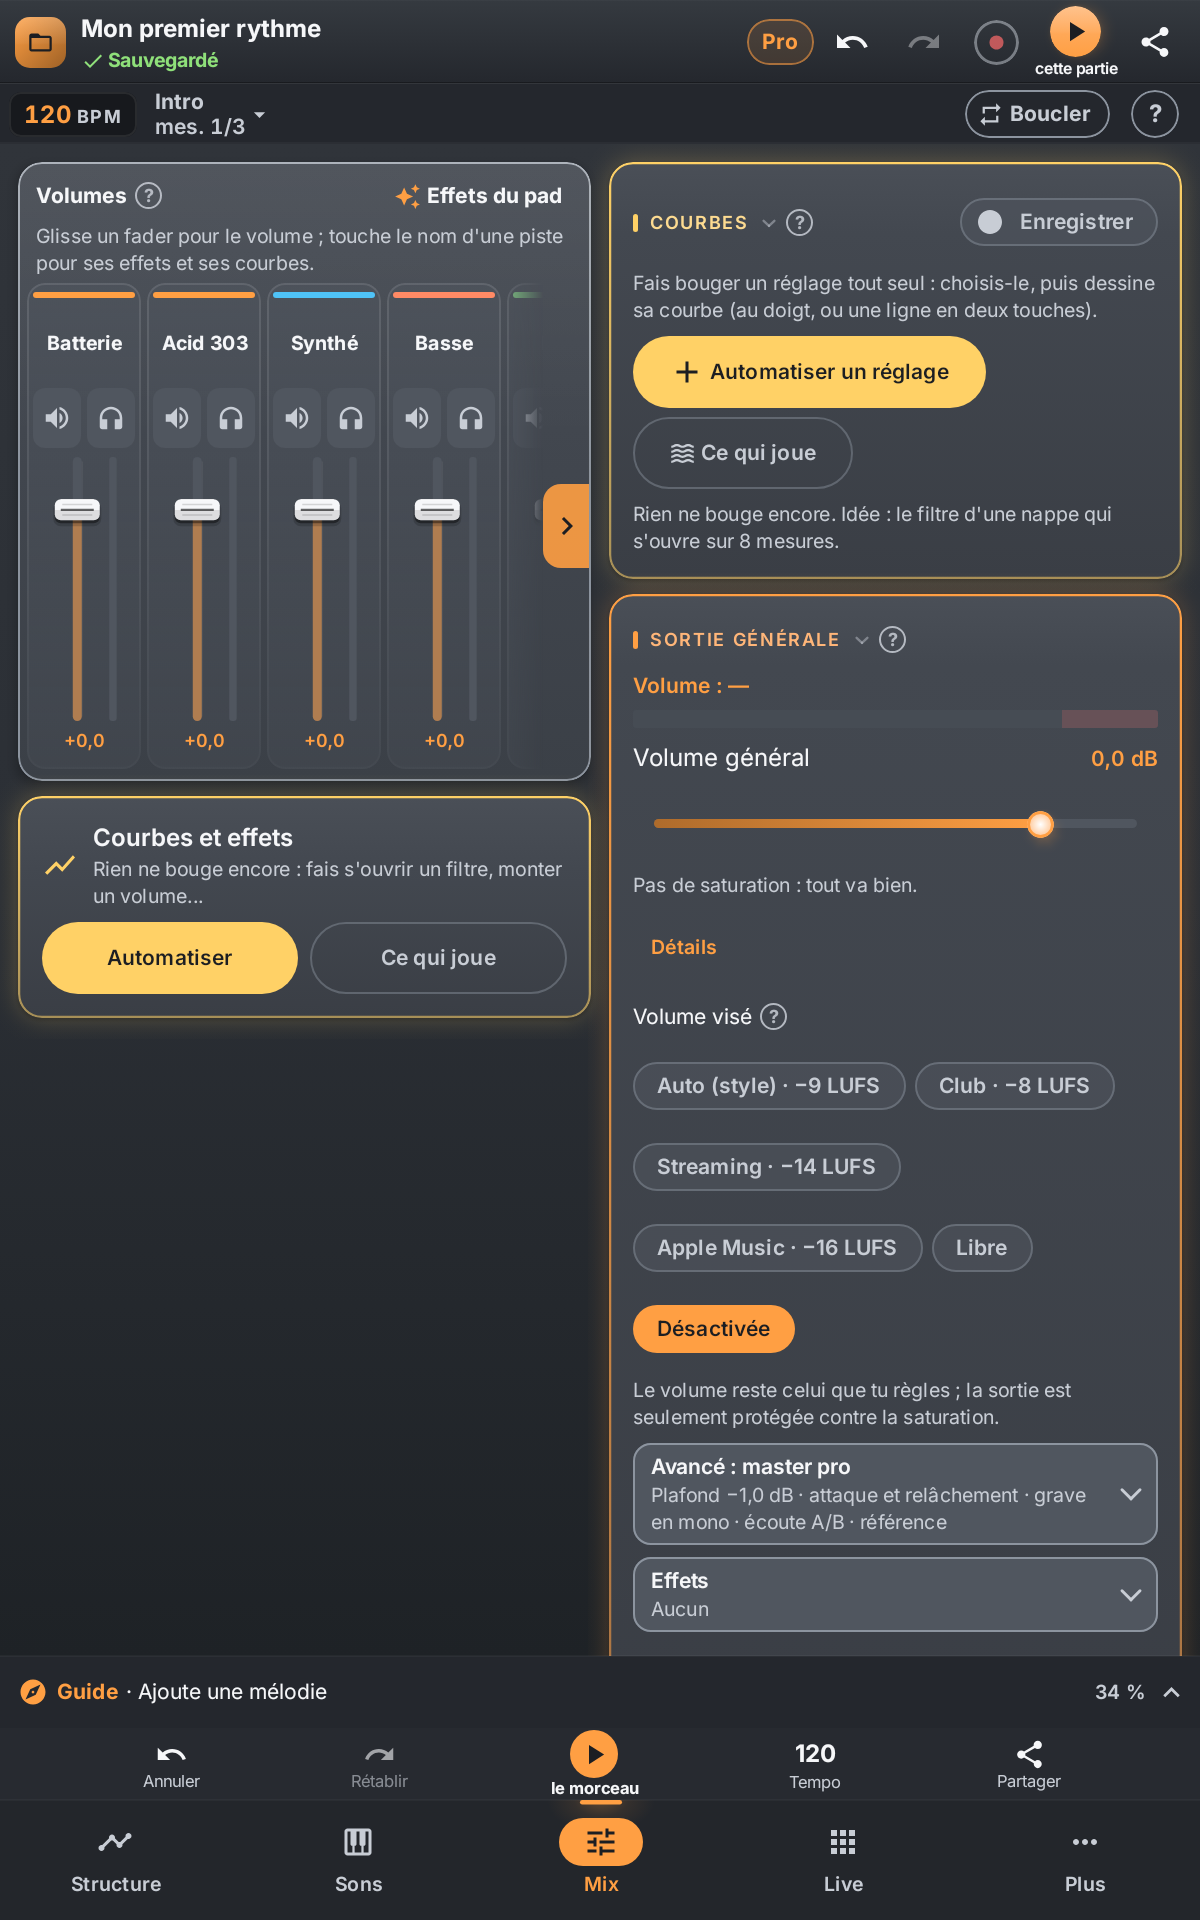 Mon premier rythme
Sauvegardé
Pro
cette partie
120 BPM
Intro
mes. 1/3
Boucler
?
Volumes ?
Effets du pad
Glisse un fader pour le volume ; touche le nom d'une piste
pour ses effets et ses courbes.
Batterie
Acid 303
Synthé
Basse
+0,0
+0,0
+0,0
+0,0
Courbes et effets
Rien ne bouge encore : fais s'ouvrir un filtre, monter
un volume...
Automatiser
Ce qui joue
COURBES ?
Enregistrer
Fais bouger un réglage tout seul : choisis-le, puis dessine
sa courbe (au doigt, ou une ligne en deux touches).
Automatiser un réglage
Ce qui joue
Rien ne bouge encore. Idée : le filtre d'une nappe qui
s'ouvre sur 8 mesures.
SORTIE GÉNÉRALE ?
Volume : —
Volume général
0,0 dB
Pas de saturation : tout va bien.
Détails
Volume visé ?
Auto (style) · −9 LUFS
Club · −8 LUFS
Streaming · −14 LUFS
Apple Music · −16 LUFS
Libre
Désactivée
Le volume reste celui que tu règles ; la sortie est
seulement protégée contre la saturation.
Avancé : master pro
Plafond −1,0 dB · attaque et relâchement · grave
en mono · écoute A/B · référence
Effets
Aucun
Guide · Ajoute une mélodie
34 %
Annuler
Rétablir
le morceau
120
Tempo
Partager
Structure
Sons
Mix
Live
Plus